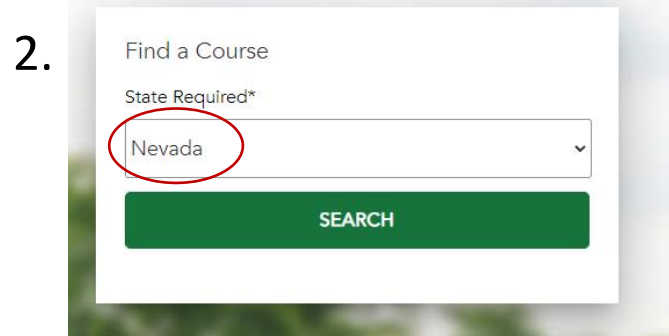 2.
Find a Course
State Required*
Nevada
SEARCH